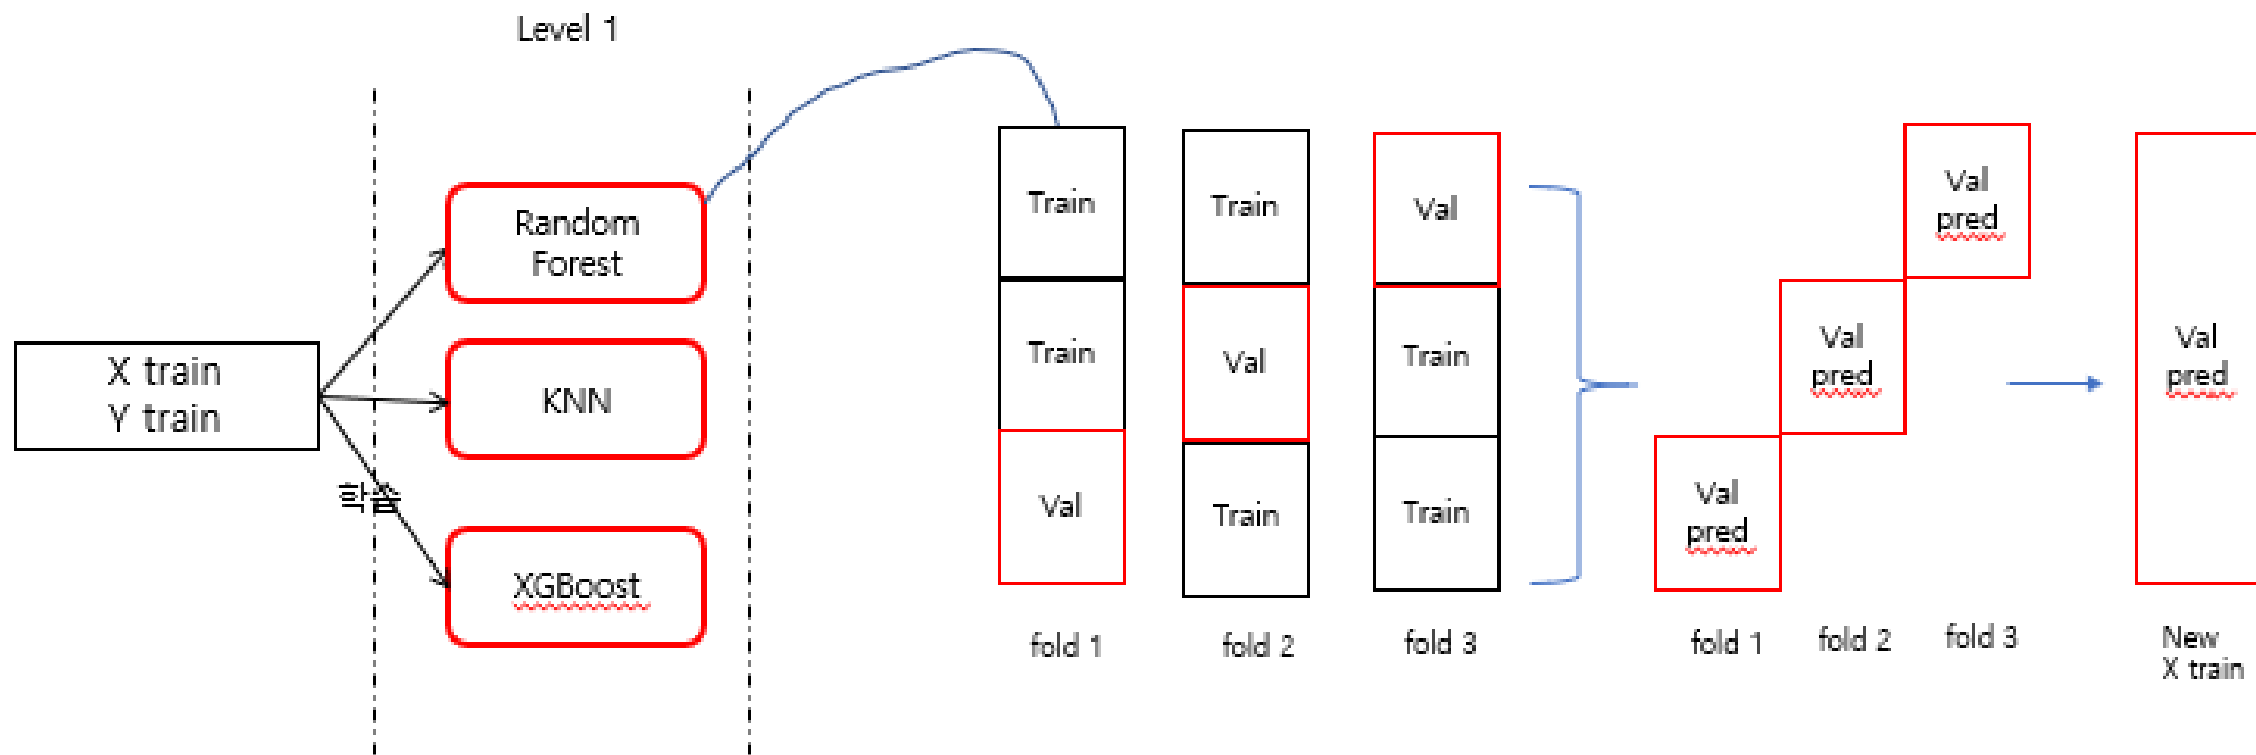 Level 1
X train
Y train
학습
Random
Forest
KNN
XGBoost
Train
Train
Val
fold 1
Train
Val
Train
fold 2
Val
Train
Train
fold 3
Val
pred
fold 1
Val
pred
fold 2
Val
pred
fold 3
Val
pred
New
X train